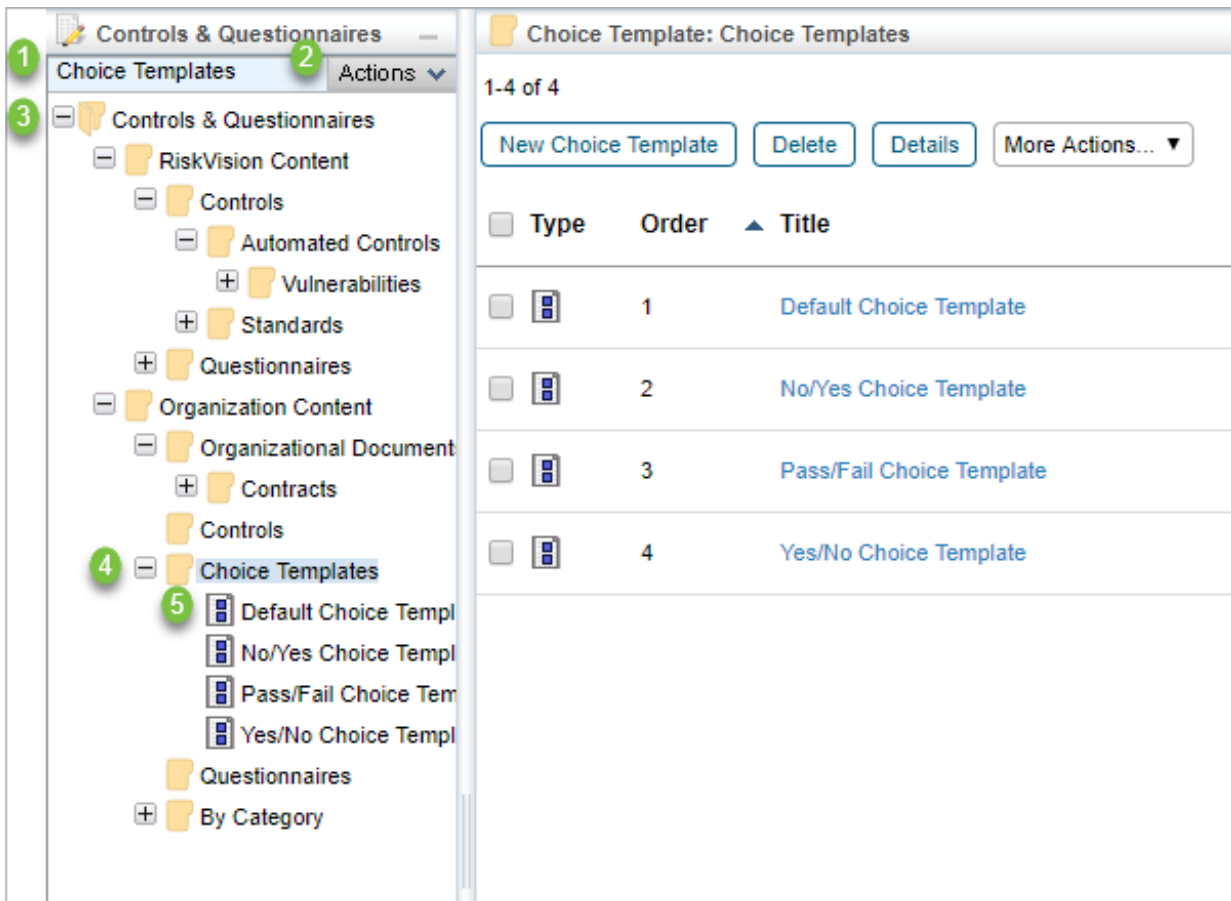 Controls & Questionnaires
1
Choice Templates
2
Actions
3
Controls & Questionnaires
RiskVision Content
Controls
Automated Controls
Vulnerabilities
Standards
Questionnaires
Organization Content
Organizational Document
Contracts
Controls
4
Choice Templates
5
Default Choice Templ
No/Yes Choice Templ
Pass/Fail Choice Tem
Yes/No Choice Templ
Questionnaires
By Category
Choice Template: Choice Templates
1-4 of 4
New Choice Template Delete Details More Actions...
Type Order Title
1 Default Choice Template
2 No/Yes Choice Template
3 Pass/Fail Choice Template
4 Yes/No Choice Template